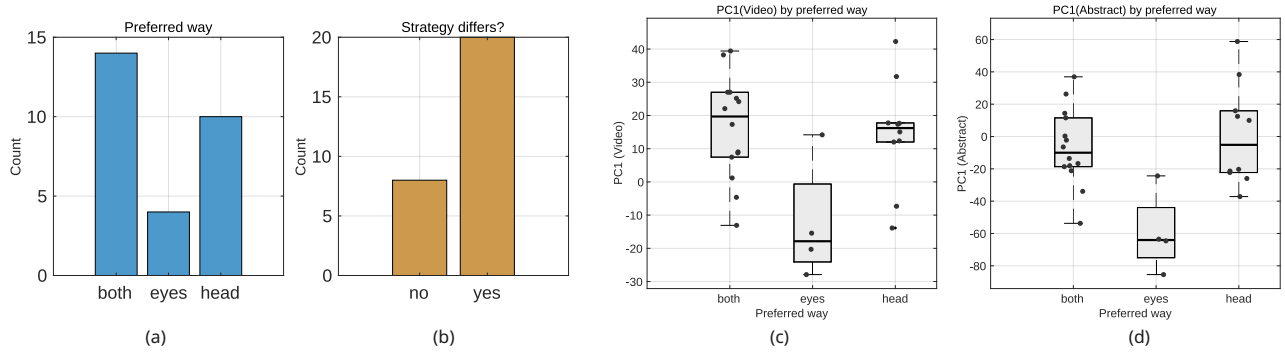 Preferred way
15
10
5
0
Count
both eyes head
(a)
Strategy differs?
20
15
10
5
0
Count
no yes
(b)
PC1(Video) by preferred way
40
30
20
10
0
-10
-20
-30
PC1 (Video)
both eyes head
Preferred way
(c)
PC1(Abstract) by preferred way
60
40
20
0
-20
-40
-60
-80
PC1 (Abstract)
both eyes head
Preferred way
(d)